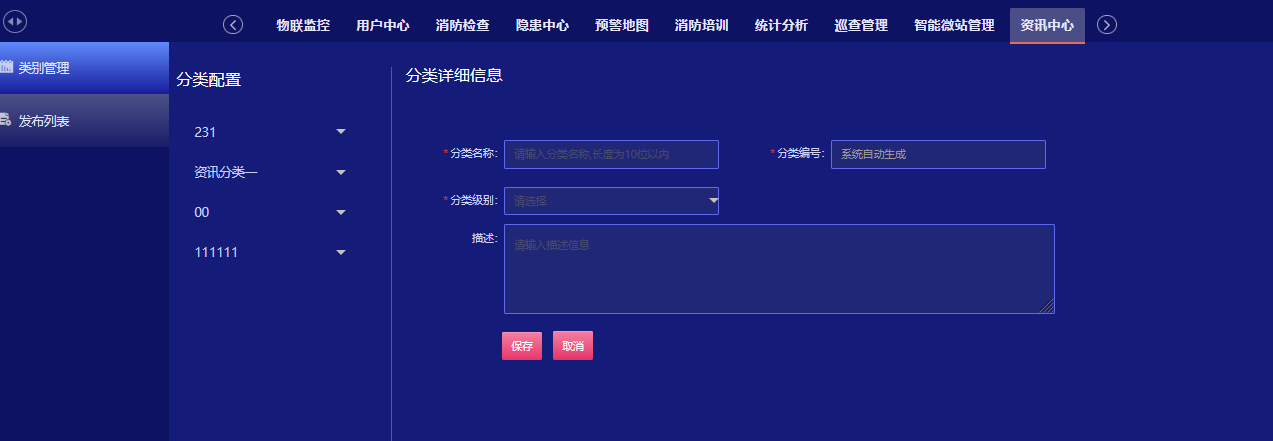 物联监控 用户中心 消防检查 隐患中心 预警地图 消防培训 统计分析 巡查管理 智能微站管理 资讯中心
类别管理
发布列表
分类配置
231
资讯分类一
00
111111
分类详细信息
*分类名称: 请输入分类名称,长度为10位以内 *分类编号: 系统自动生成
*分类级别: 请选择
描述: 请输入描述信息
保存 取消